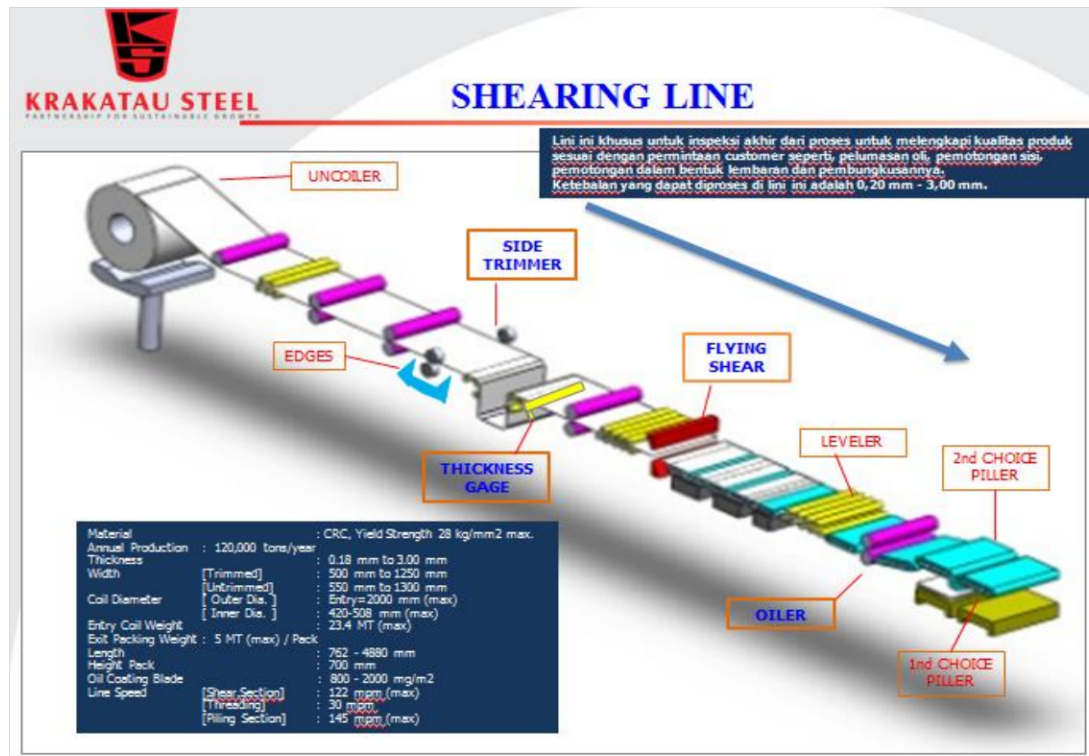 KRAKATAU STEEL
PARTNERSHIP FOR SUSTAINABLE GROWTH
SHEARING LINE
Lini ini khusus untuk inspeksi akhir dari proses untuk melengkapi kualitas produk
sesuai dengan permintaan customer seperti, pelumasan oli, pemotongan sisi,
pemotongan dalam bentuk lembaran dan pembungkusannya.
Ketebalan yang dapat diproses di lini ini adalah 0,20 mm - 3,00 mm.
UNCOILER
SIDE
TRIMMER
EDGES
FLYING
SHEAR
THICKNESS
GAGE
LEVELER
2nd CHOICE
PILLER
OILER
1nd CHOICE
PILLER
Material : CRC, Yield Strength 28 kg/mm2 max.
Annual Production : 120,000 tons/year
Thickness : 0.18 mm to 3.00 mm
Width [Trimmed] : 500 mm to 1250 mm
[Untrimmed] : 550 mm to 1300 mm
Coil Diameter [ Outer Dia. ] : Entry=2000 mm (max)
[ Inner Dia. ] : 420-508 mm (max)
Entry Coil Weight : 23.4 MT (max)
Exit Packing Weight : 5 MT (max) / Pack
Length : 762 - 4880 mm
Height Pack : 700 mm
Oil Coating Blade : 800 - 2000 mg/m2
Line Speed [Shear Section] : 122 mpm (max)
[Threading] : 30 mpm
[Piling Section] : 145 mpm (max)